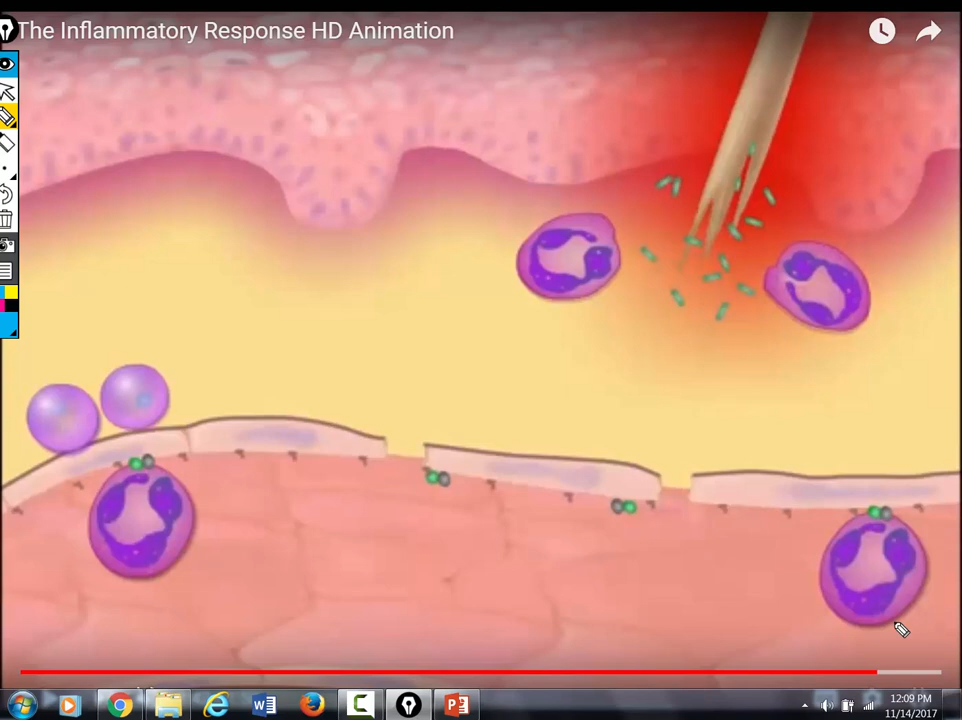 The Inflammatory Response HD Animation
12:09 PM
11/14/2017